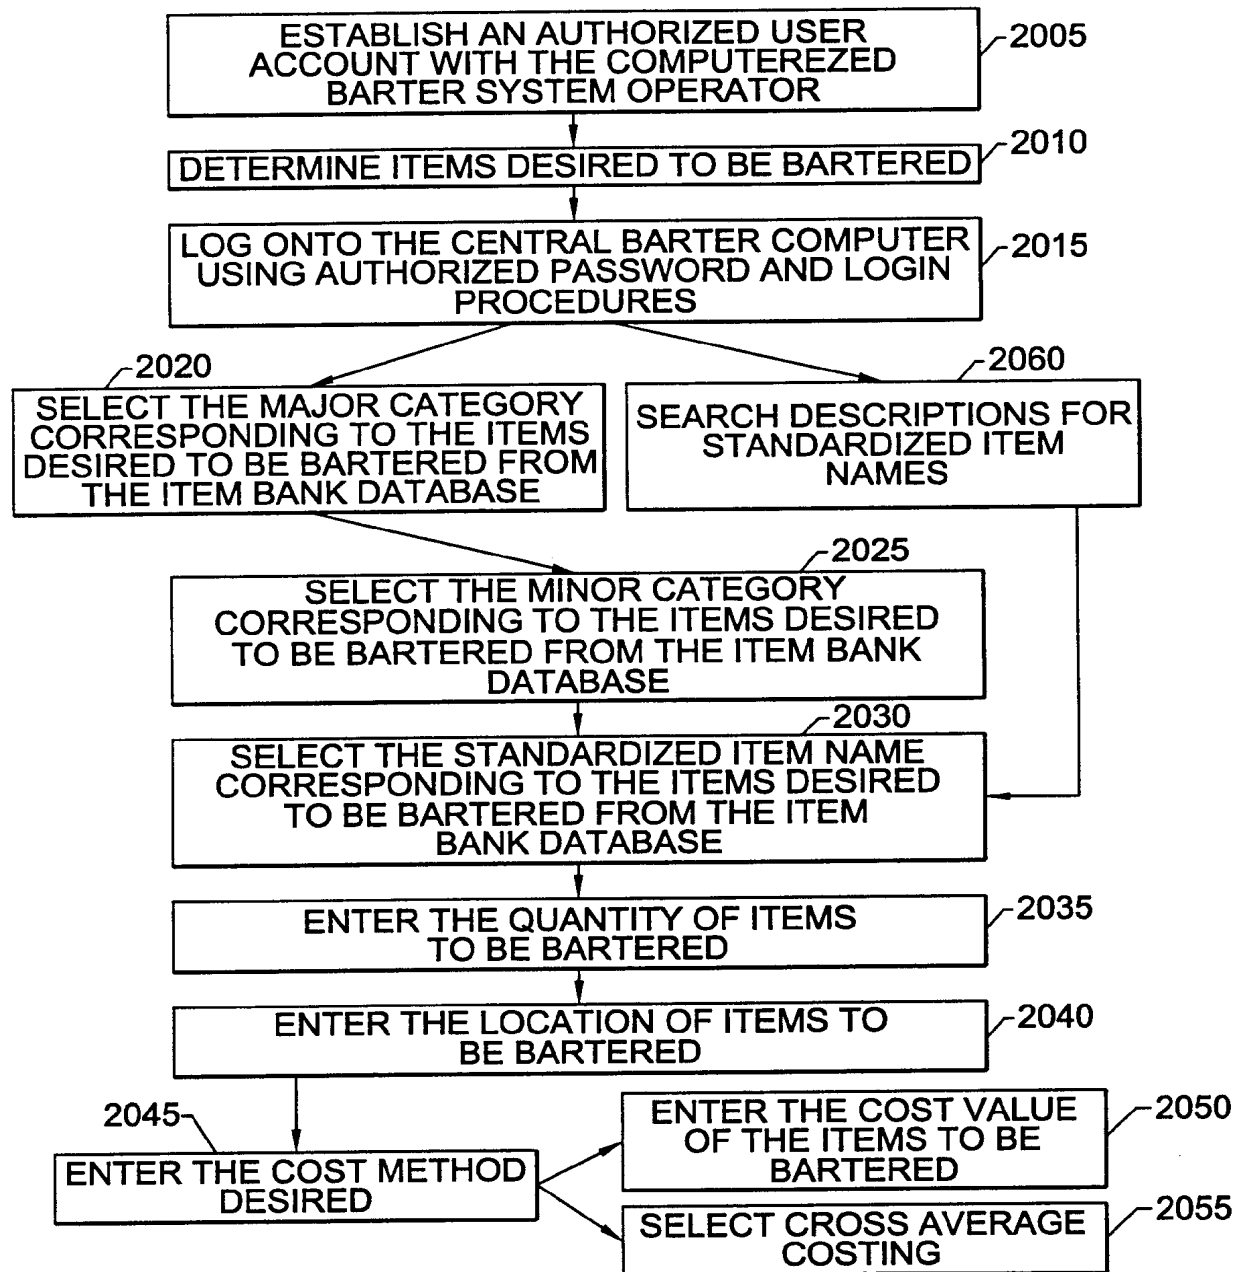 ESTABLISH AN AUTHORIZED USER
ACCOUNT WITH THE COMPUTEREZED
BARTER SYSTEM OPERATOR
2005
DETERMINE ITEMS DESIRED TO BE BARTERED
2010
LOG ONTO THE CENTRAL BARTER COMPUTER
USING AUTHORIZED PASSWORD AND LOGIN
PROCEDURES
2015
2020
SELECT THE MAJOR CATEGORY
CORRESPONDING TO THE ITEMS
DESIRED TO BE BARTERED FROM
THE ITEM BANK DATABASE
2060
SEARCH DESCRIPTIONS FOR
STANDARDIZED ITEM
NAMES
2025
SELECT THE MINOR CATEGORY
CORRESPONDING TO THE ITEMS DESIRED
TO BE BARTERED FROM THE ITEM BANK
DATABASE
2030
SELECT THE STANDARDIZED ITEM NAME
CORRESPONDING TO THE ITEMS DESIRED
TO BE BARTERED FROM THE ITEM
BANK DATABASE
ENTER THE QUANTITY OF ITEMS
TO BE BARTERED
2035
ENTER THE LOCATION OF ITEMS TO
BE BARTERED
2040
2045
ENTER THE COST METHOD
DESIRED
ENTER THE COST VALUE
OF THE ITEMS TO BE
BARTERED
2050
SELECT CROSS AVERAGE
COSTING
2055